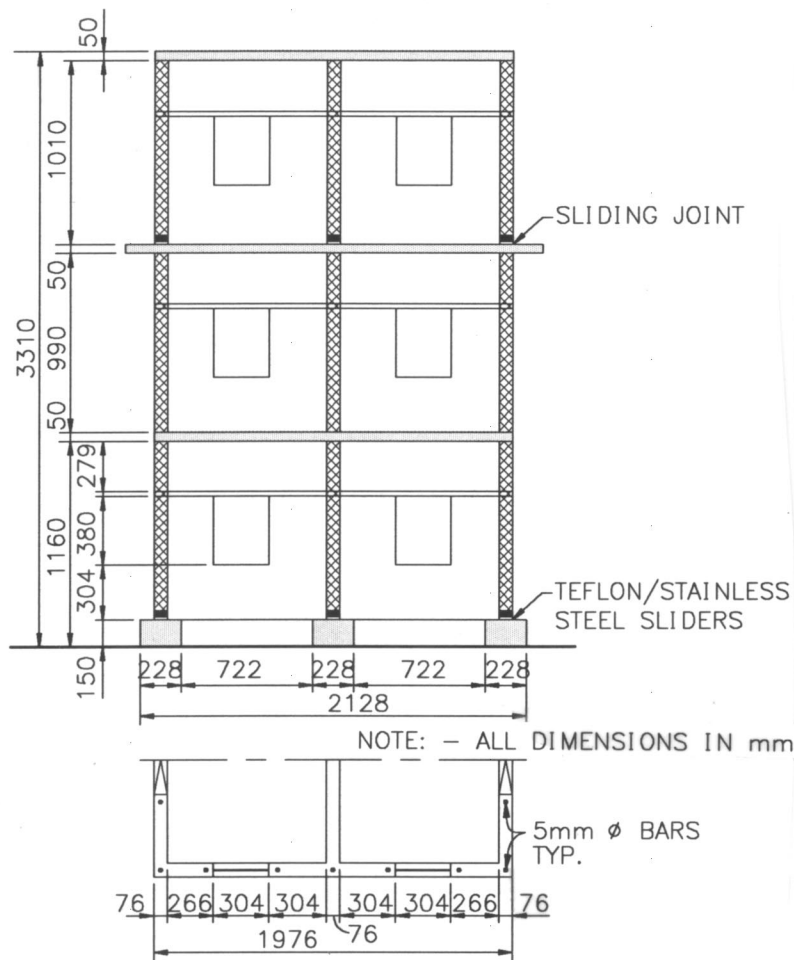 50
1010
SLIDING JOINT
50
3310
990
50
279
1160
380
304
TEFLON/STAINLESS
STEEL SLIDERS
150
228 722 228 722 228
2128
NOTE: - ALL DIMENSIONS IN mm
5mm ø BARS
TYP.
76 266 304 304 304 304 266 76
76
1976